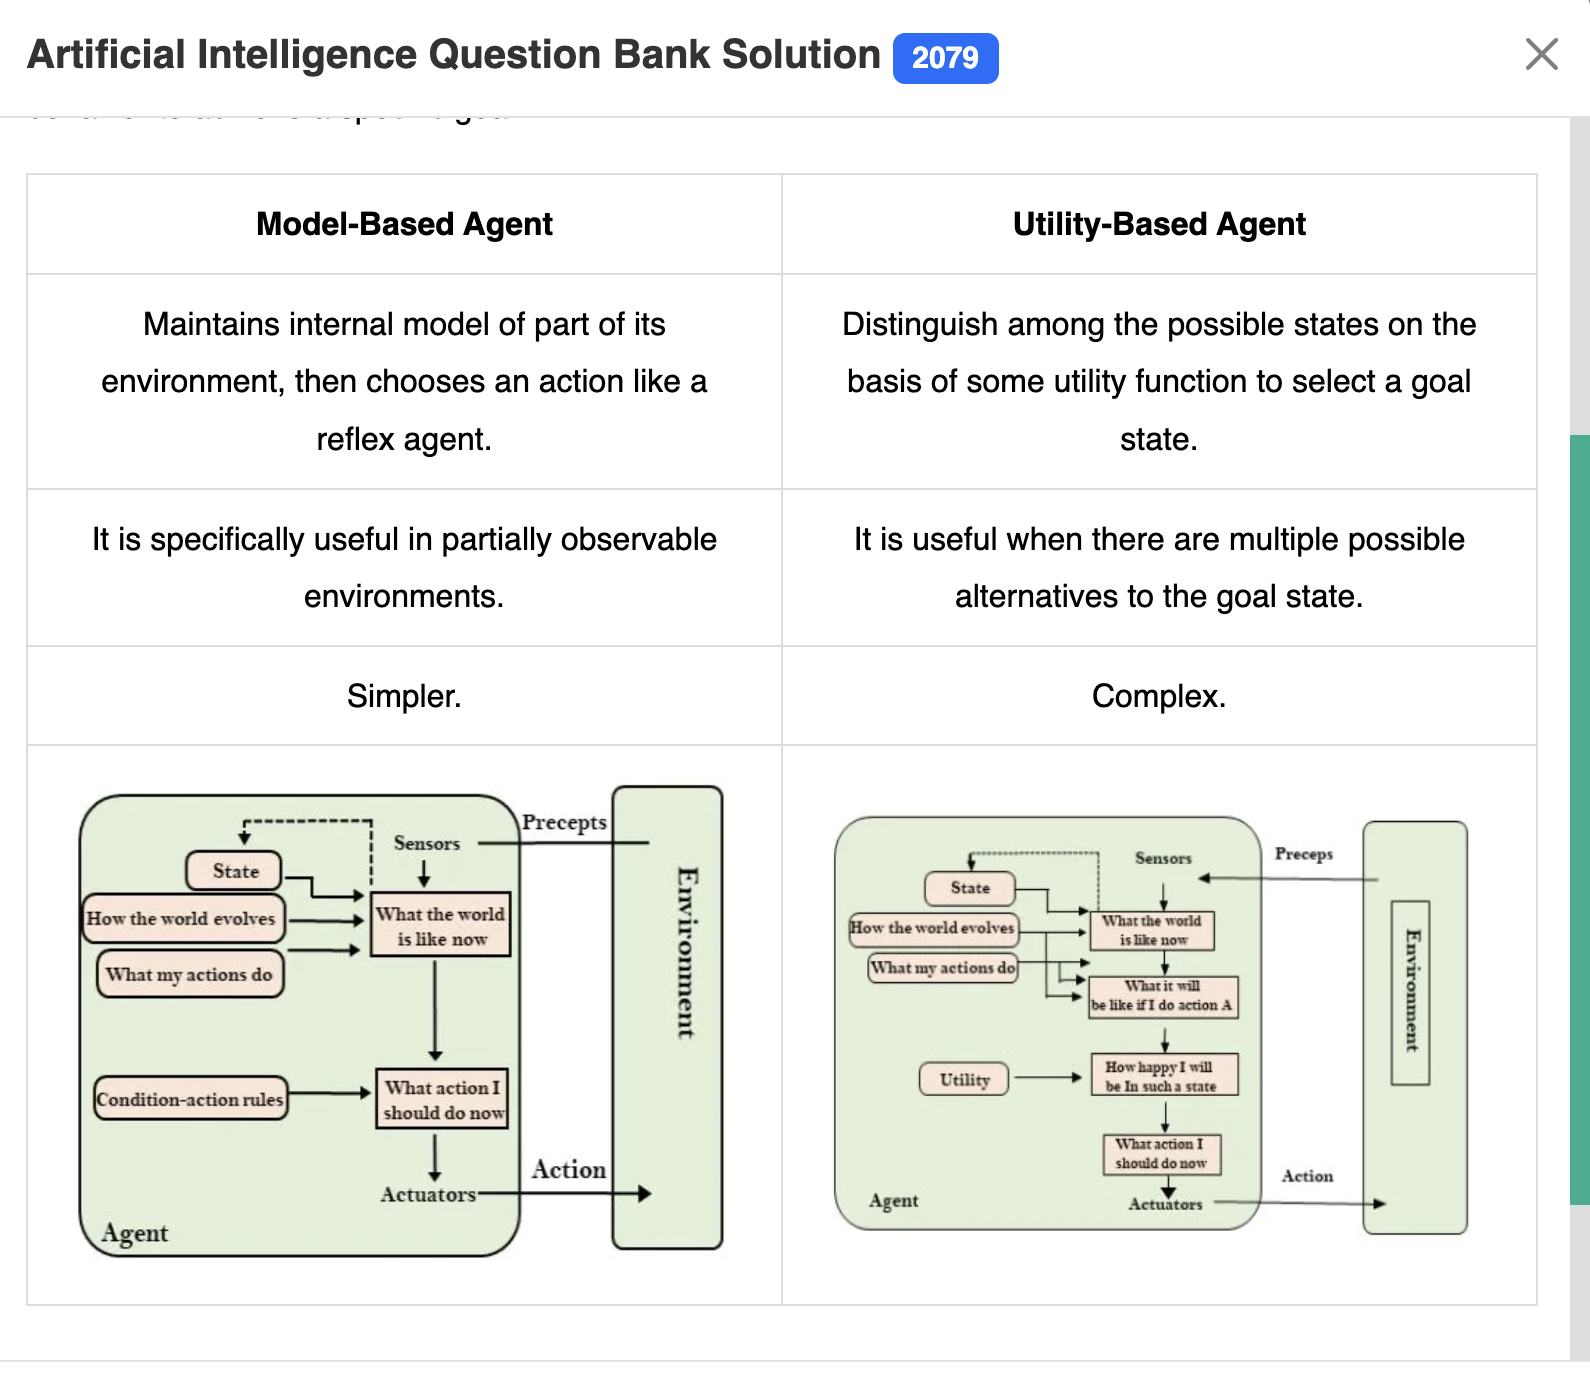 Artificial Intelligence Question Bank Solution 2079
Model-Based Agent
Utility-Based Agent
Maintains internal model of part of its
environment, then chooses an action like a
reflex agent.
Distinguish among the possible states on the
basis of some utility function to select a goal
state.
It is specifically useful in partially observable
environments.
It is useful when there are multiple possible
alternatives to the goal state.
Simpler.
Complex.
Precepts
Sensors
State
How the world evolves
What the world
is like now
What my actions do
Environment
Condition-action rules
What action I
should do now
Action
Actuators
Agent
Preceps
Sensors
State
How the world evolves
What the world
is like now
What my actions do
What it will
be like if I do action A
Environment
Utility
How happy I will
be In such a state
What action I
should do now
Action
Agent
Actuators